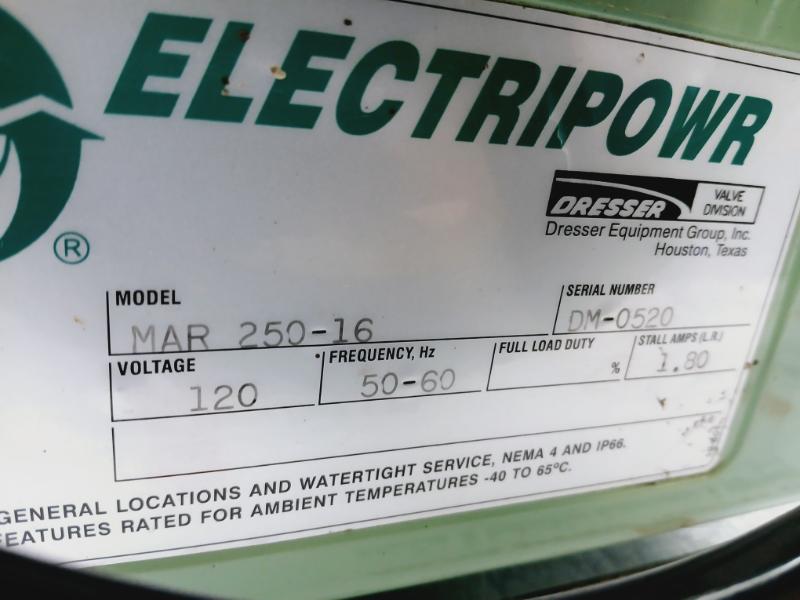 ELECTRIPOWR
®
DRESSER VALVE DIVISION
Dresser Equipment Group, Inc.
Houston, Texas
MODEL SERIAL NUMBER
MAR 250-16 DM-0520
VOLTAGE FREQUENCY, Hz FULL LOAD DUTY STALL AMPS (L.R.)
120 50-60 % 1.80
GENERAL LOCATIONS AND WATERTIGHT SERVICE, NEMA 4 AND IP66.
FEATURES RATED FOR AMBIENT TEMPERATURES -40 TO 65°C.